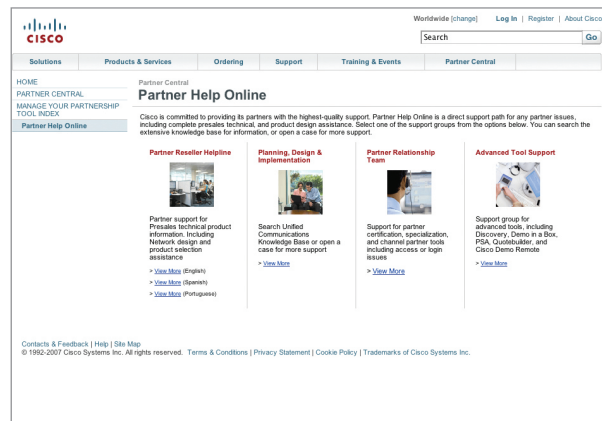 Worldwide [change] Log In | Register | About Cisco
CISCO
Search Go
Solutions Products & Services Ordering Support Training & Events Partner Central
HOME
PARTNER CENTRAL
MANAGE YOUR PARTNERSHIP
TOOL INDEX
Partner Help Online
Partner Central
Partner Help Online
Cisco is committed to providing its partners with the highest-quality support. Partner Help Online is a direct support path for any partner issues,
including complete presales technical, and product design assistance. Select one of the support groups from the options below. You can search the
extensive knowledge base for information, or open a case for more support.
Partner Reseller Helpline
Partner support for
Presales technical product
information. Including
Network design and
product selection
assistance
> View More (English)
> View More (Spanish)
> View More (Portuguese)
Planning, Design &
Implementation
Search Unified
Communications
Knowledge Base or open a
case for more support
> View More
Partner Relationship
Team
Support for partner
certification, specialization,
and channel partner tools
including access or login
issues
> View More
Advanced Tool Support
Support group for
advanced tools, including
Discovery, Demo in a Box,
PSA, Quotebuilder, and
Cisco Demo Remote
> View More
Contacts & Feedback | Help | Site Map
© 1992-2007 Cisco Systems Inc. All rights reserved. Terms & Conditions | Privacy Statement | Cookie Policy | Trademarks of Cisco Systems Inc.